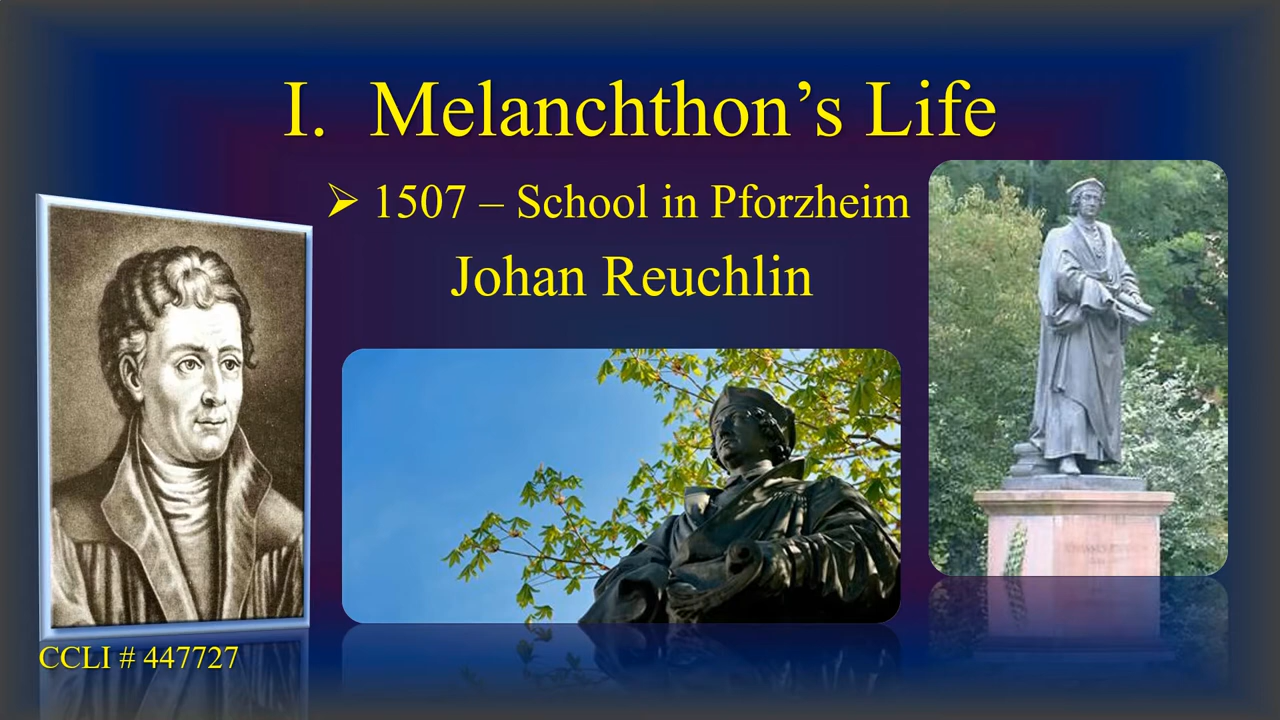 I. Melanchthon’s Life
➢ 1507 – School in Pforzheim
Johan Reuchlin
CCLI # 447727